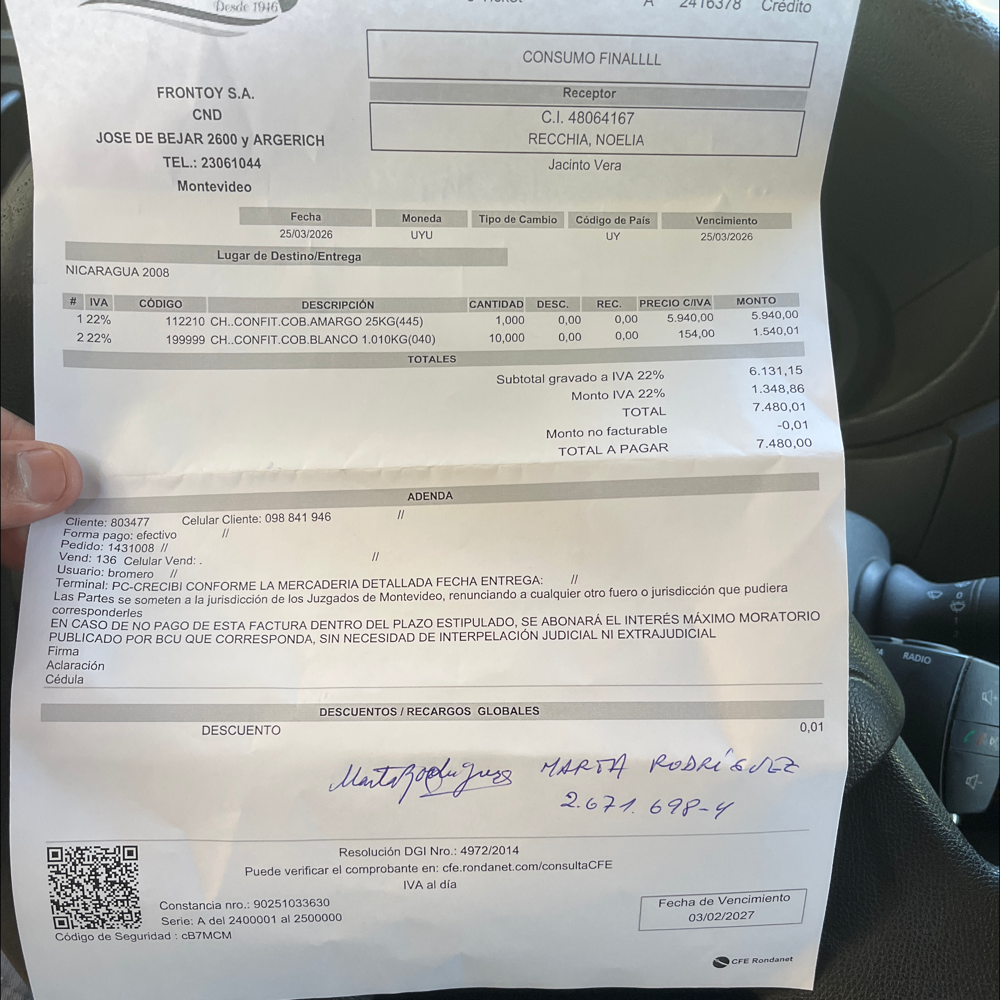 Desde 1946
A 2416378 Crédito
CONSUMO FINALLLL
Receptor
C.I. 48064167
RECCHIA, NOELIA
Jacinto Vera
FRONTOY S.A.
CND
JOSE DE BEJAR 2600 y ARGERICH
TEL.: 23061044
Montevideo
Fecha Moneda Tipo de Cambio Código de País Vencimiento
25/03/2026 UYU UY 25/03/2026
Lugar de Destino/Entrega
NICARAGUA 2008
# IVA CÓDIGO DESCRIPCIÓN CANTIDAD DESC. REC. PRECIO C/IVA MONTO
1 22% 112210 CH..CONFIT.COB.AMARGO 25KG(445) 1,000 0,00 0,00 5.940,00 5.940,00
2 22% 199999 CH..CONFIT.COB.BLANCO 1.010KG(040) 10,000 0,00 0,00 154,00 1.540,01
TOTALES
Subtotal gravado a IVA 22% 6.131,15
Monto IVA 22% 1.348,86
TOTAL 7.480,01
Monto no facturable -0,01
TOTAL A PAGAR 7.480,00
ADENDA
Cliente: 803477 Celular Cliente: 098 841 946 //
Forma pago: efectivo //
Pedido: 1431008 //
Vend: 136 Celular Vend: . //
Usuario: bromero //
Terminal: PC-CRECIBI CONFORME LA MERCADERIA DETALLADA FECHA ENTREGA: //
Las Partes se someten a la jurisdicción de los Juzgados de Montevideo, renunciando a cualquier otro fuero o jurisdicción que pudiera
corresponderles
EN CASO DE NO PAGO DE ESTA FACTURA DENTRO DEL PLAZO ESTIPULADO, SE ABONARÁ EL INTERÉS MÁXIMO MORATORIO
PUBLICADO POR BCU QUE CORRESPONDA, SIN NECESIDAD DE INTERPELACIÓN JUDICIAL NI EXTRAJUDICIAL
Firma
Aclaración
Cédula
DESCUENTOS / RECARGOS GLOBALES
DESCUENTO 0,01
Marta Rodríguez MARTA RODRÍGUEZ
2.671.698-4
Resolución DGI Nro.: 4972/2014
Puede verificar el comprobante en: cfe.rondanet.com/consultaCFE
IVA al día
Constancia nro.: 90251033630
Serie: A del 2400001 al 2500000
Código de Seguridad : cB7MCM
Fecha de Vencimiento
03/02/2027
CFE Rondanet
RADIO